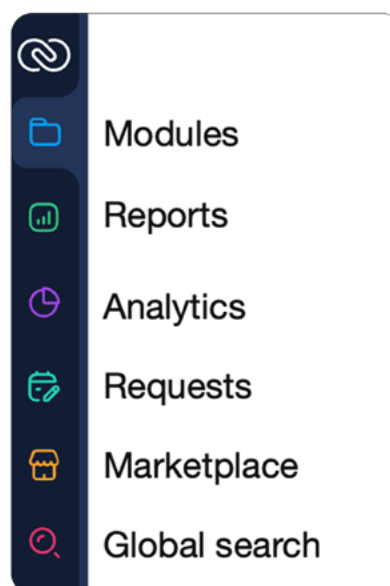 Modules
Reports
Analytics
Requests
Marketplace
Global search